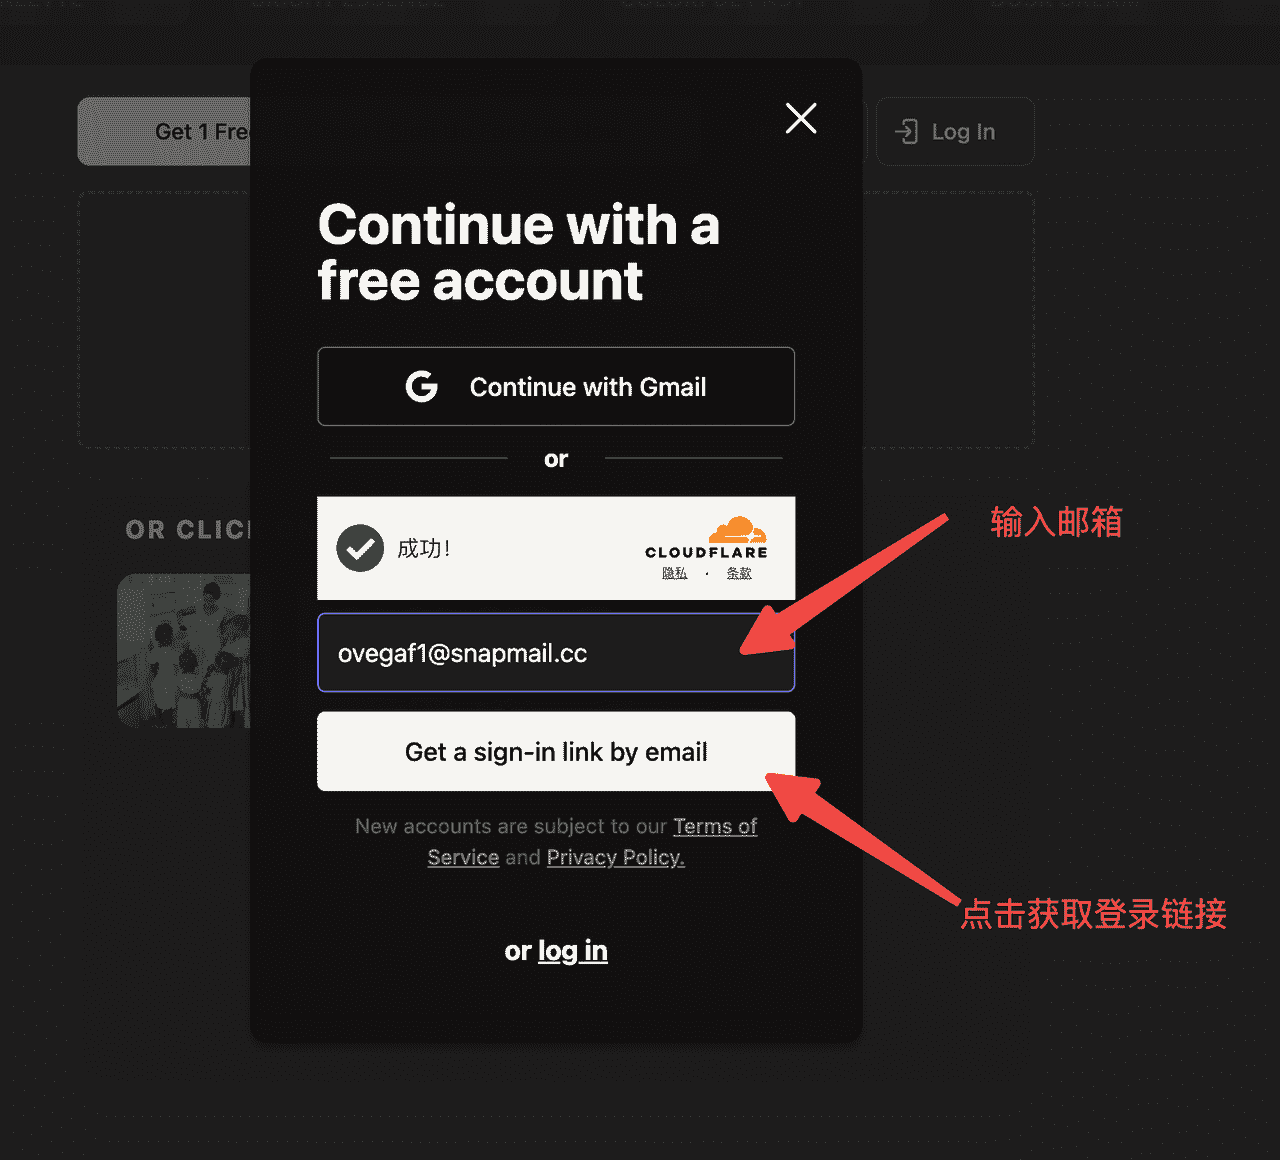 Get 1 Fre
Log In
Continue with a
free account
G Continue with Gmail
or
成功!
CLOUDFLARE
隐私 · 条款
输入邮箱
OR CLIC
ovegaf1@snapmail.cc
Get a sign-in link by email
New accounts are subject to our Terms of
Service and Privacy Policy.
点击获取登录链接
or log in